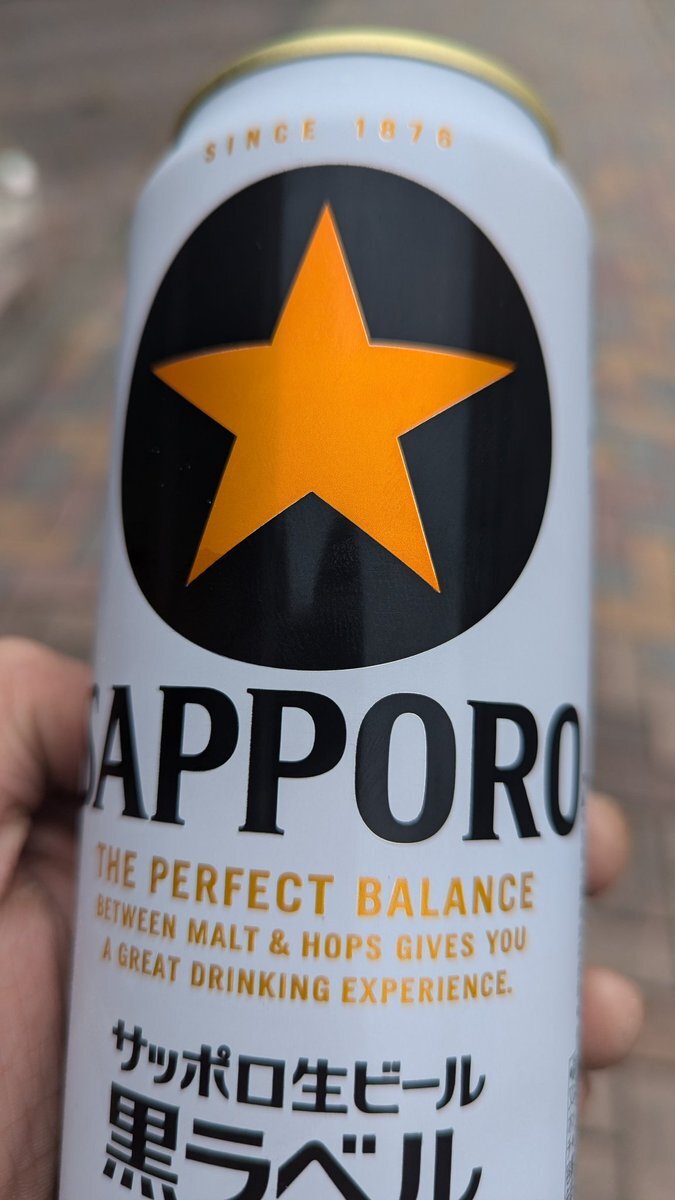 SINCE 1876
SAPPORO
THE PERFECT BALANCE
BETWEEN MALT & HOPS GIVES YOU
A GREAT DRINKING EXPERIENCE.
サッポロ生ビール
黒ラベル